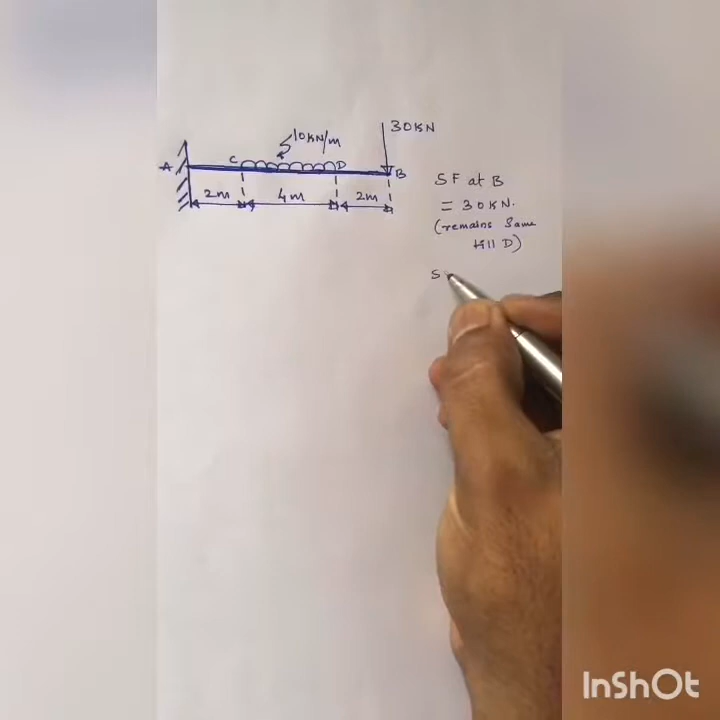 10KN/m
30KN
A
C
D
B
2m
4m
2m
SF at B
= 30KN.
(remains Same
till D)
S
InShOt